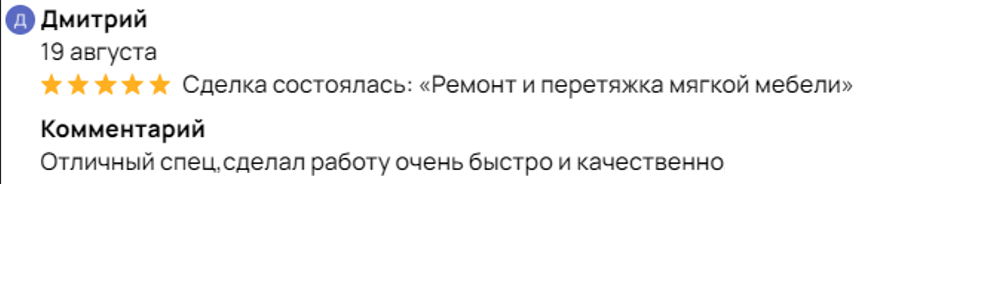 Д Дмитрий
19 августа
Сделка состоялась: «Ремонт и перетяжка мягкой мебели»
Комментарий
Отличный спец,сделал работу очень быстро и качественно